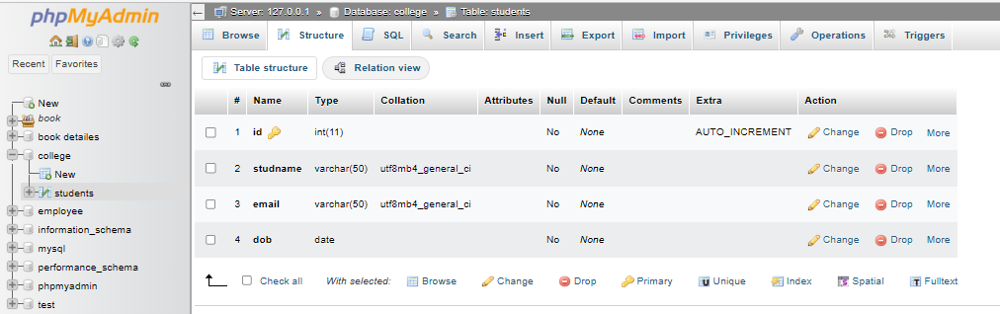 phpMyAdmin
Server: 127.0.0.1 » Database: college » Table: students
Browse Structure SQL Search Insert Export Import Privileges Operations Triggers
Recent Favorites
Table structure Relation view
New
book
book detailes
college
New
students
employee
information_schema
mysql
performance_schema
phpmyadmin
test
# Name Type Collation Attributes Null Default Comments Extra Action
1 id int(11) No None AUTO_INCREMENT Change Drop More
2 studname varchar(50) utf8mb4_general_ci No None Change Drop More
3 email varchar(50) utf8mb4_general_ci No None Change Drop More
4 dob date No None Change Drop More
Check all With selected: Browse Change Drop Primary Unique Index Spatial Fulltext